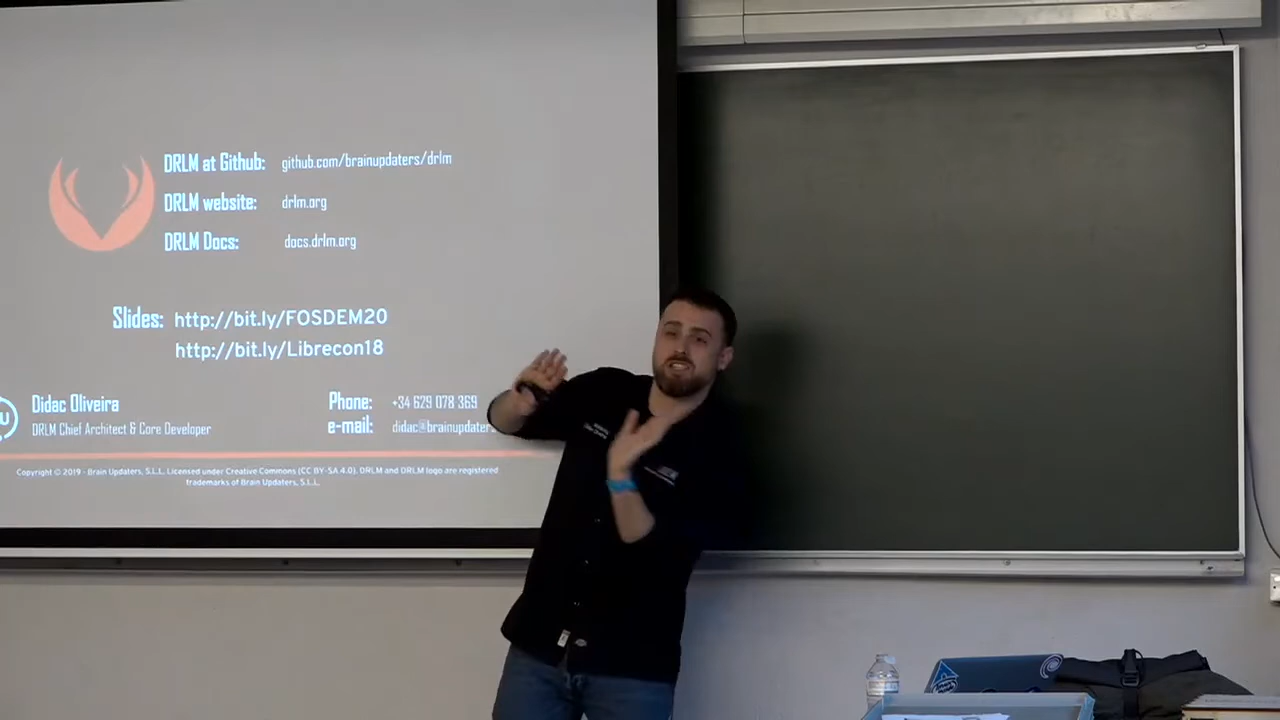 DRLM at Github: github.com/brainupdaters/drlm
DRLM website: drlm.org
DRLM Docs: docs.drlm.org
Slides: http://bit.ly/FOSDEM20
http://bit.ly/Librecon18
U
Didac Oliveira
DRLM Chief Architect & Core Developer
Phone: +34 629 078 369
e-mail: didac@brainupdaters
Copyright © 2019 - Brain Updaters, S.L.L. Licensed under Creative Commons (CC BY-SA 4.0). DRLM and DRLM logo are registered
trademarks of Brain Updaters, S.L.L.